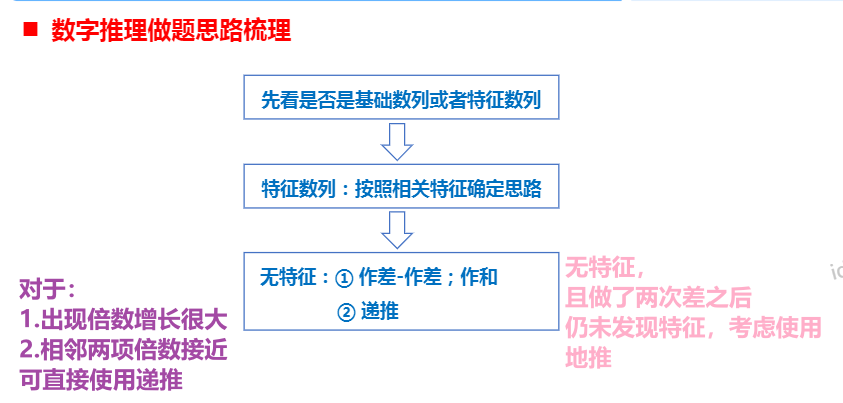 ■ 数字推理做题思路梳理
先看是否是基础数列或者特征数列
特征数列：按照相关特征确定思路
无特征：① 作差-作差；作和
② 递推
对于：
1.出现倍数增长很大
2.相邻两项倍数接近
可直接使用递推
无特征，
且做了两次差之后
仍未发现特征，考虑使用
地推